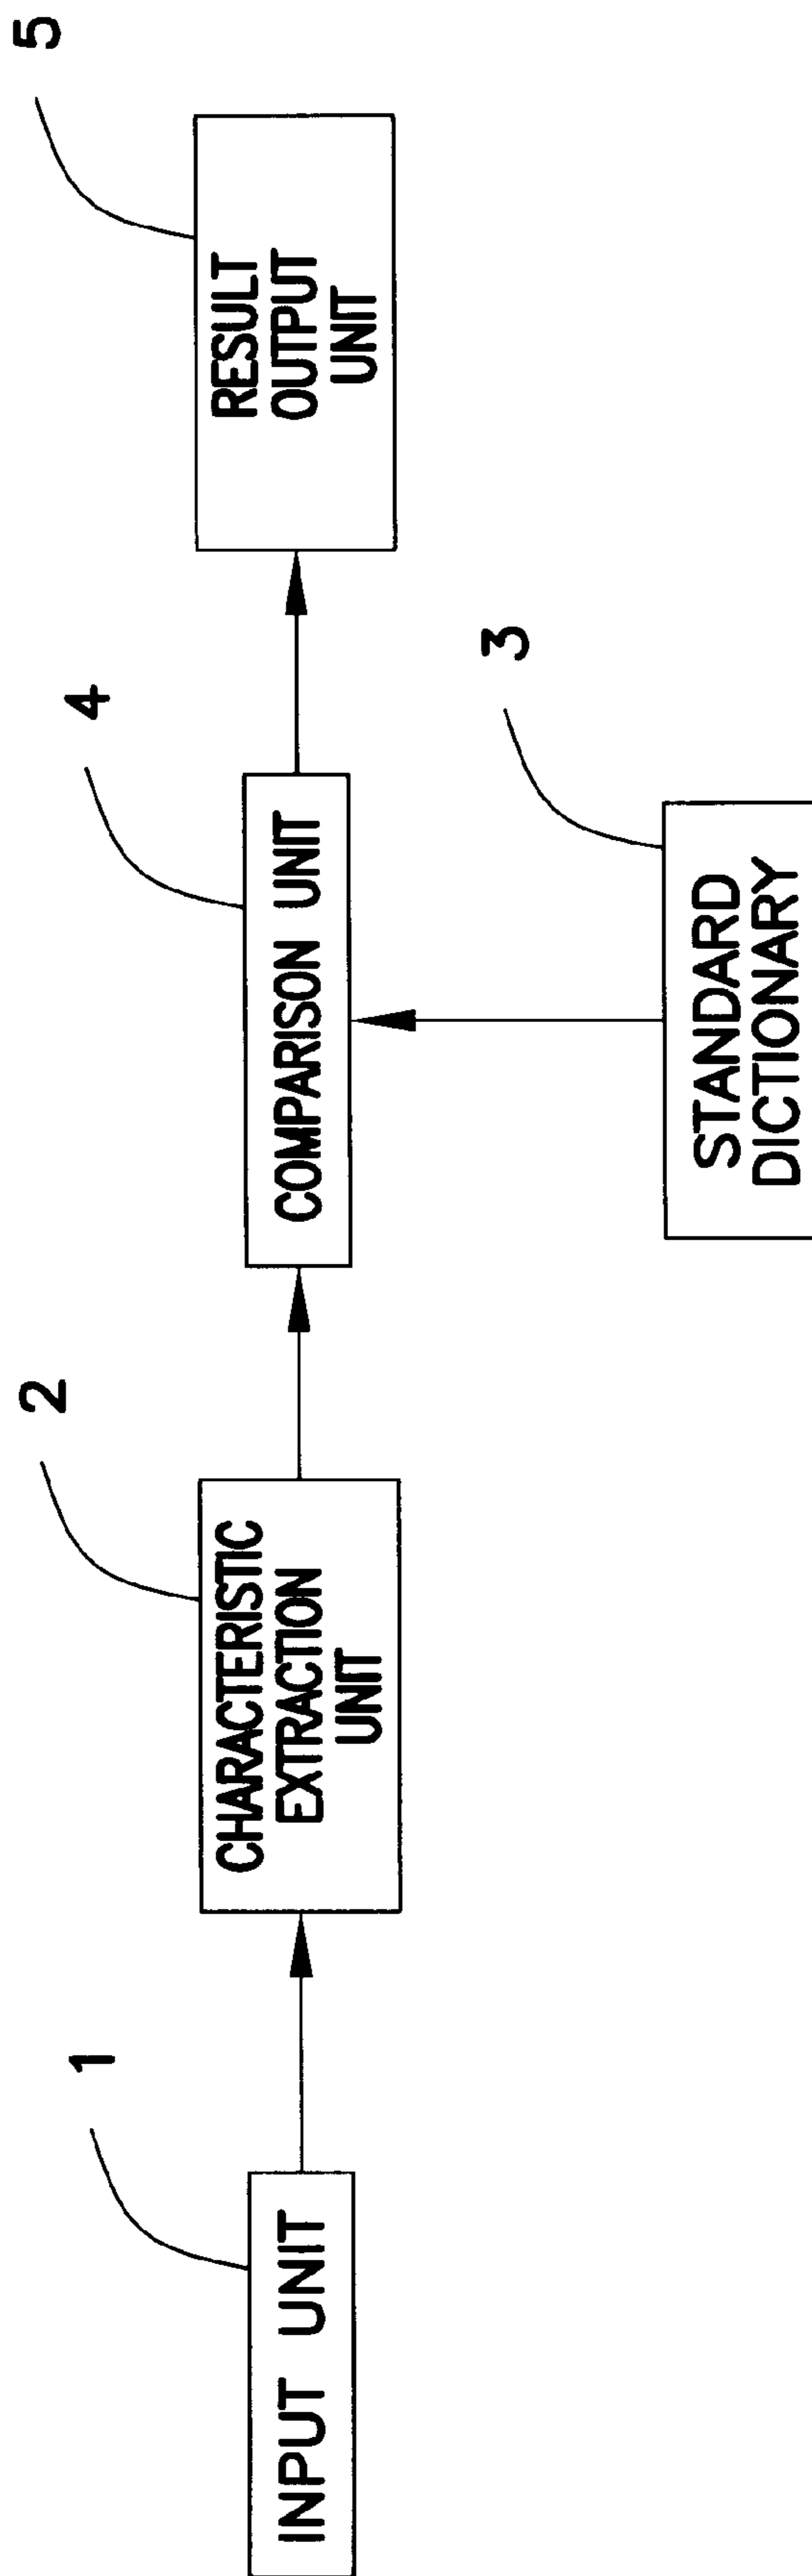 1
INPUT UNIT
2
CHARACTERISTIC
EXTRACTION
UNIT
4
COMPARISON UNIT
3
STANDARD
DICTIONARY
5
RESULT
OUTPUT
UNIT